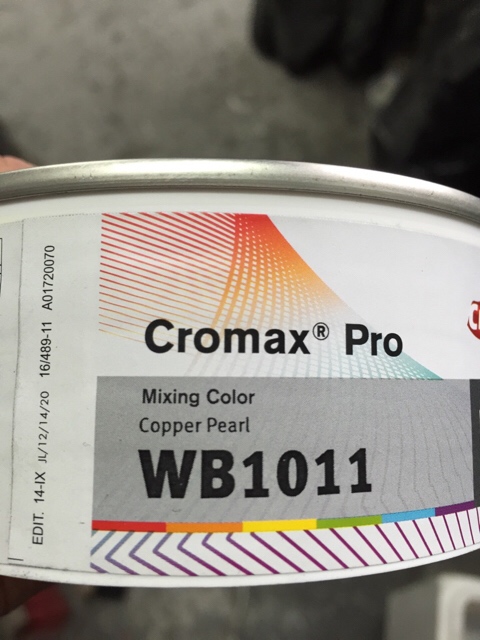 Cromax® Pro
Mixing Color
Copper Pearl
WB1011
EDIT. 14-IX JL/12/14/20 16/489-11 A01720070